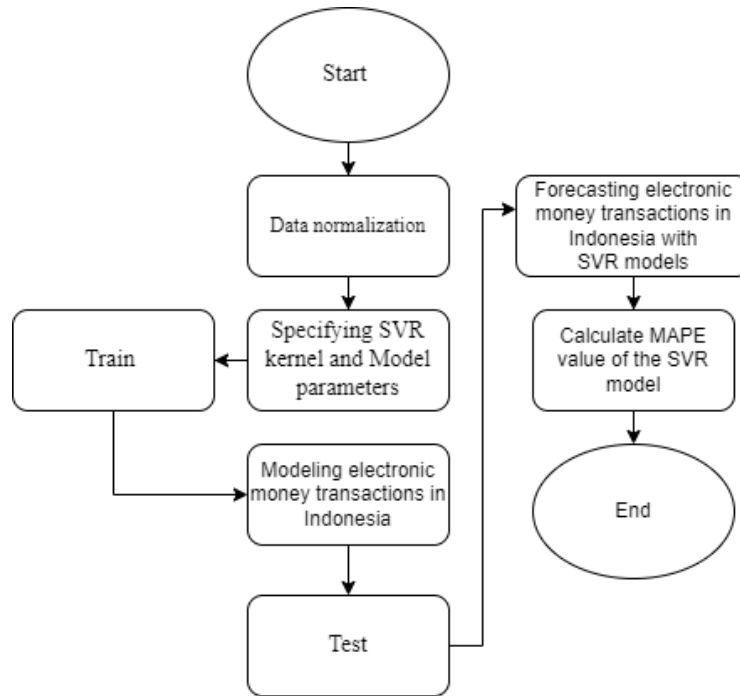 Start
Data normalization
Specifying SVR
kernel and Model
parameters
Train
Modeling electronic
money transactions in
Indonesia
Test
Forecasting electronic
money transactions in
Indonesia with
SVR models
Calculate MAPE
value of the SVR
model
End